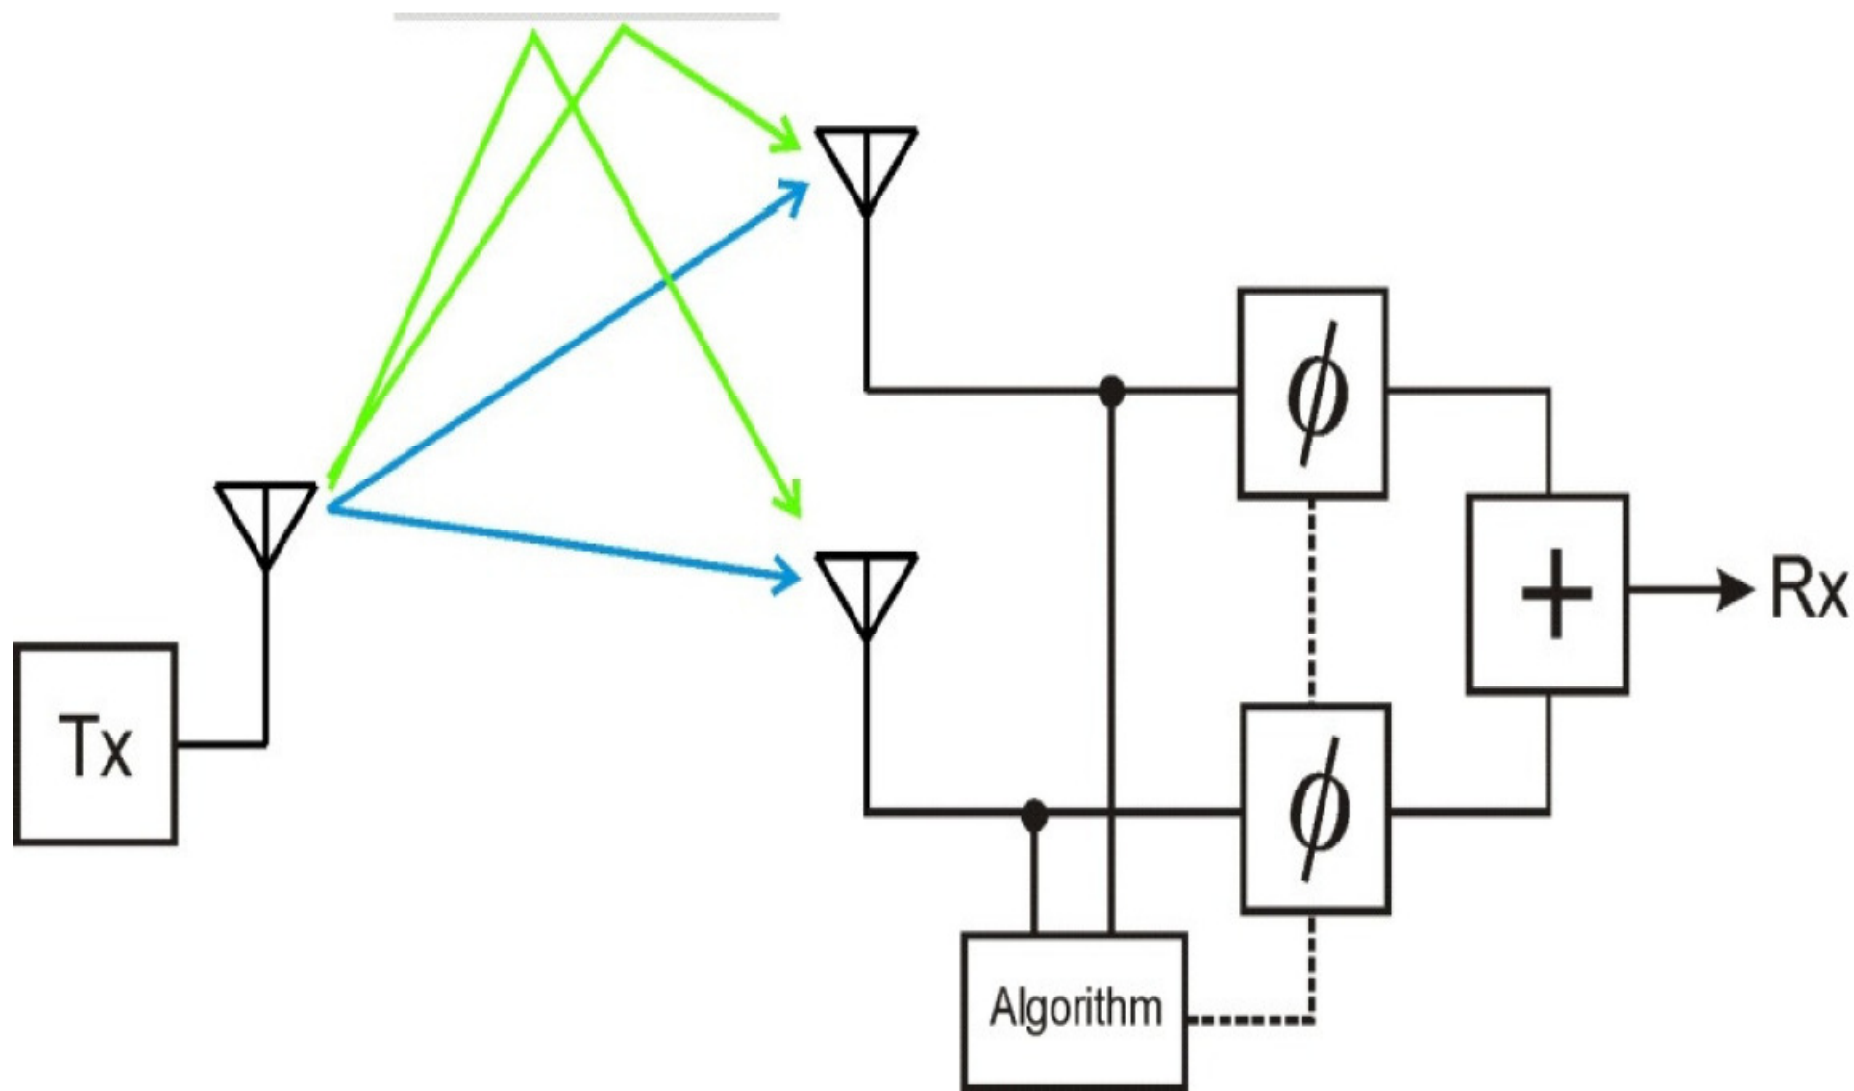 ϕ
+
Rx
Tx
ϕ
Algorithm